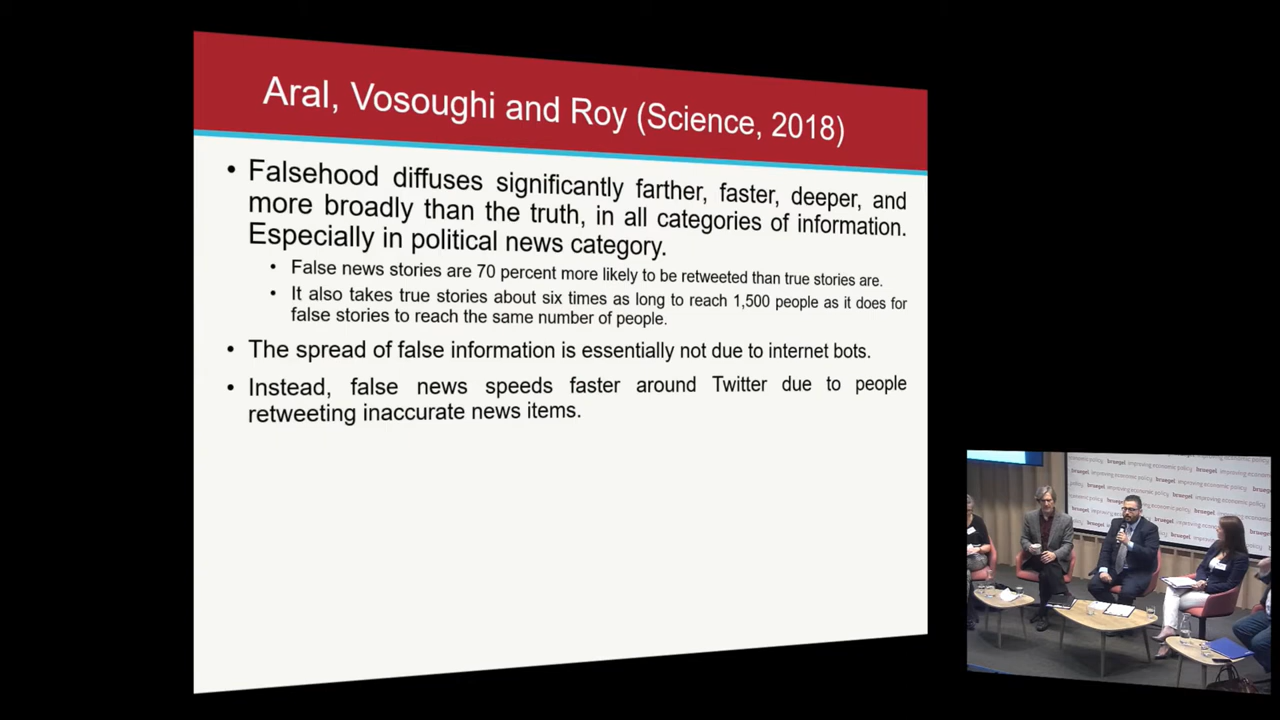 Aral, Vosoughi and Roy (Science, 2018)
• Falsehood diffuses significantly farther, faster, deeper, and
more broadly than the truth, in all categories of information.
Especially in political news category.
• False news stories are 70 percent more likely to be retweeted than true stories are.
• It also takes true stories about six times as long to reach 1,500 people as it does for
false stories to reach the same number of people.
• The spread of false information is essentially not due to internet bots.
• Instead, false news speeds faster around Twitter due to people
retweeting inaccurate news items.
bruegel improving economic policy